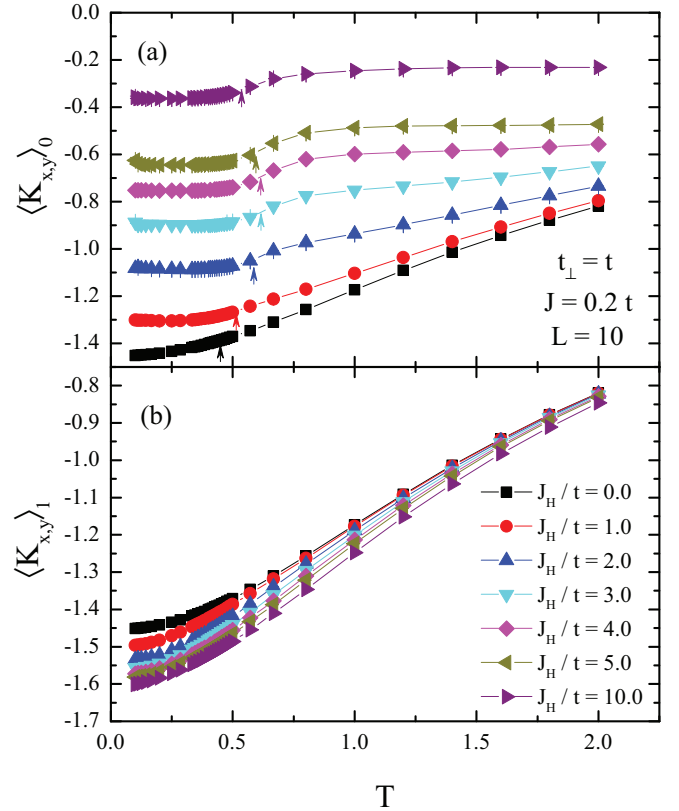 0.0
-0.2
-0.4
-0.6
-0.8
-1.0
-1.2
-1.4
⟨K_{x,y}⟩_0
(a)
t_⊥ = t
J = 0.2 t
L = 10
-0.8
-0.9
-1.0
-1.1
-1.2
-1.3
-1.4
-1.5
-1.6
-1.7
⟨K_{x,y}⟩_1
(b)
J_H / t = 0.0
J_H / t = 1.0
J_H / t = 2.0
J_H / t = 3.0
J_H / t = 4.0
J_H / t = 5.0
J_H / t = 10.0
0.0 0.5 1.0 1.5 2.0
T